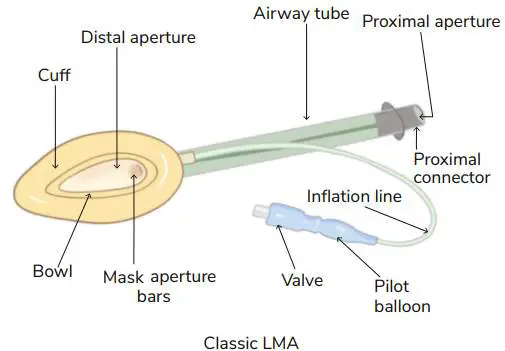 Airway tube
Proximal aperture
Distal aperture
Cuff
Proximal
connector
Inflation line
Bowl
Mask aperture
bars
Valve
Pilot
balloon
Classic LMA